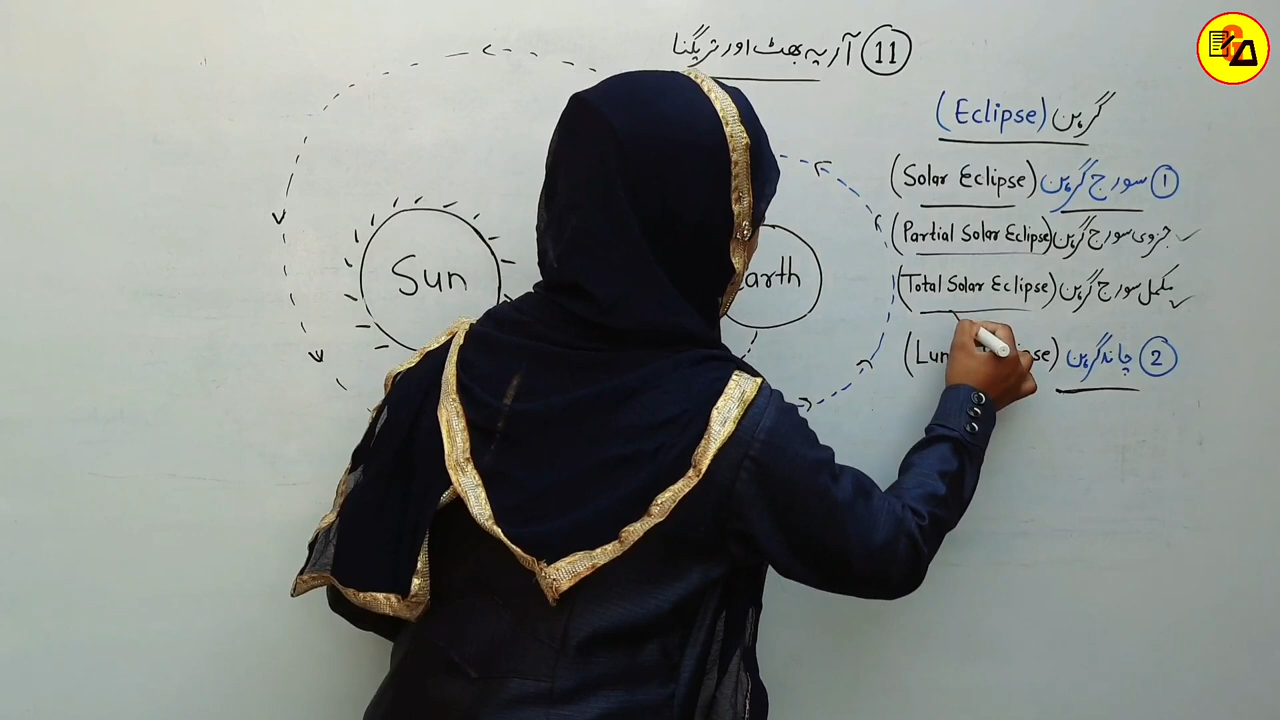 11 آریہ بھٹ اور تریگنا
گرہن (Eclipse)
1 سورج گرہن (Solar Eclipse)
جزوی سورج گرہن (Partial Solar Eclipse)
مکمل سورج گرہن (Total Solar Eclipse)
2 چاند گرہن
Sun